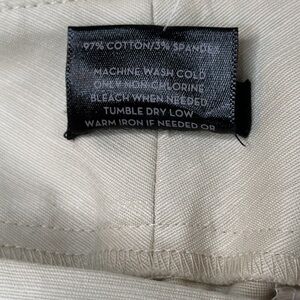 97% COTTON/3% SPANDEX
MACHINE WASH COLD
ONLY NON-CHLORINE
BLEACH WHEN NEEDED
TUMBLE DRY LOW
WARM IRON IF NEEDED OR